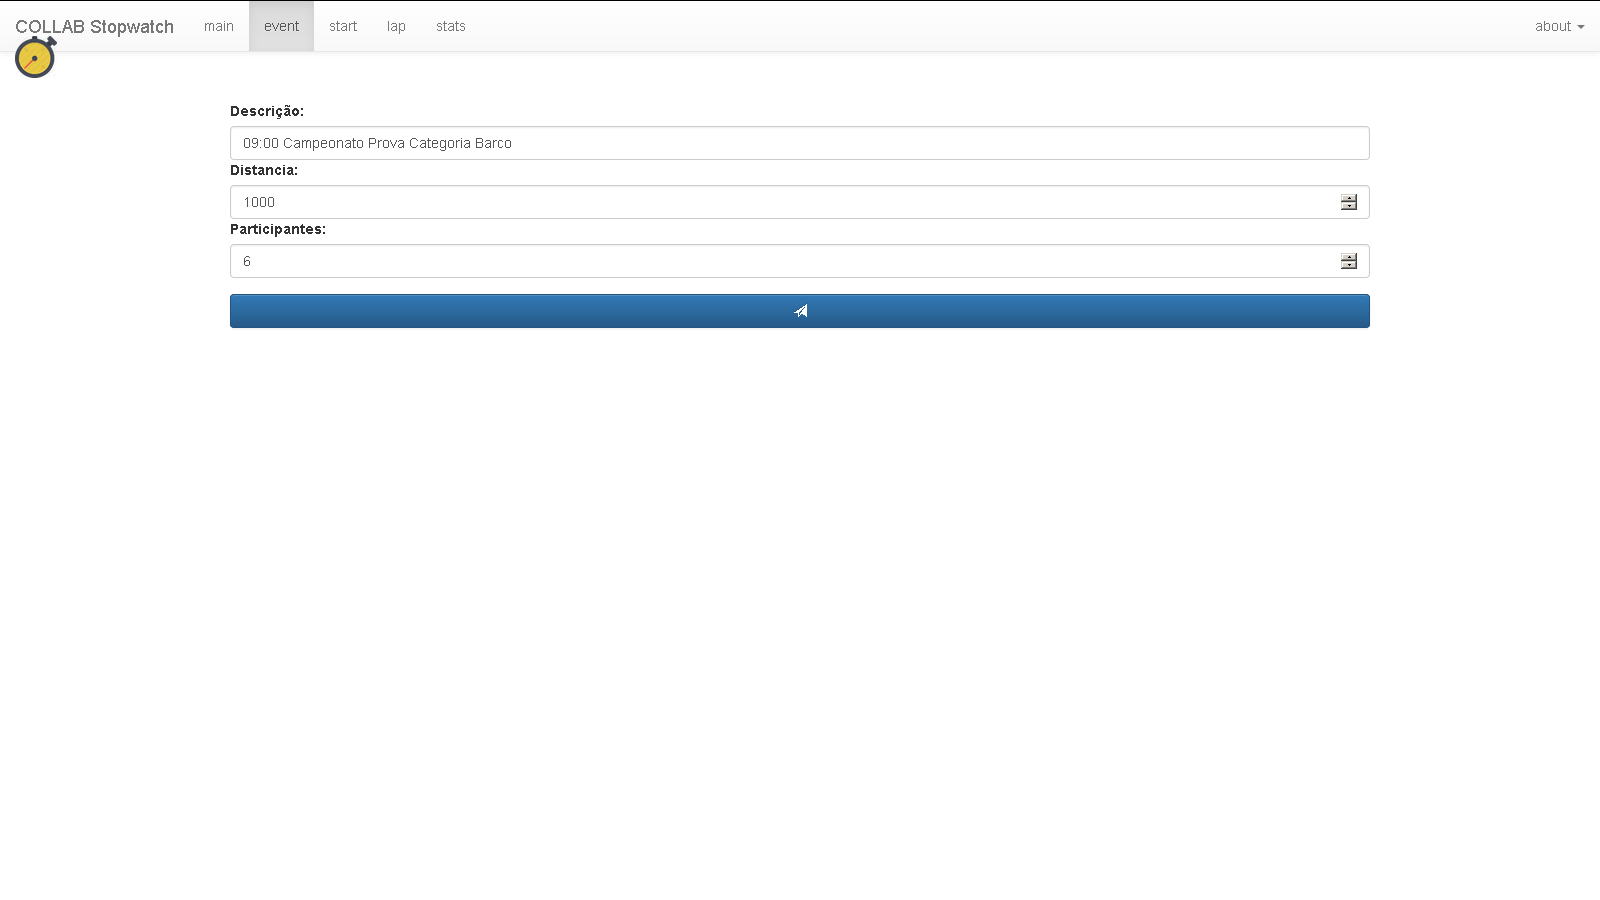 COLLAB Stopwatch main event start lap stats about
Descrição:
09:00 Campeonato Prova Categoria Barco
Distancia:
1000
Participantes:
6